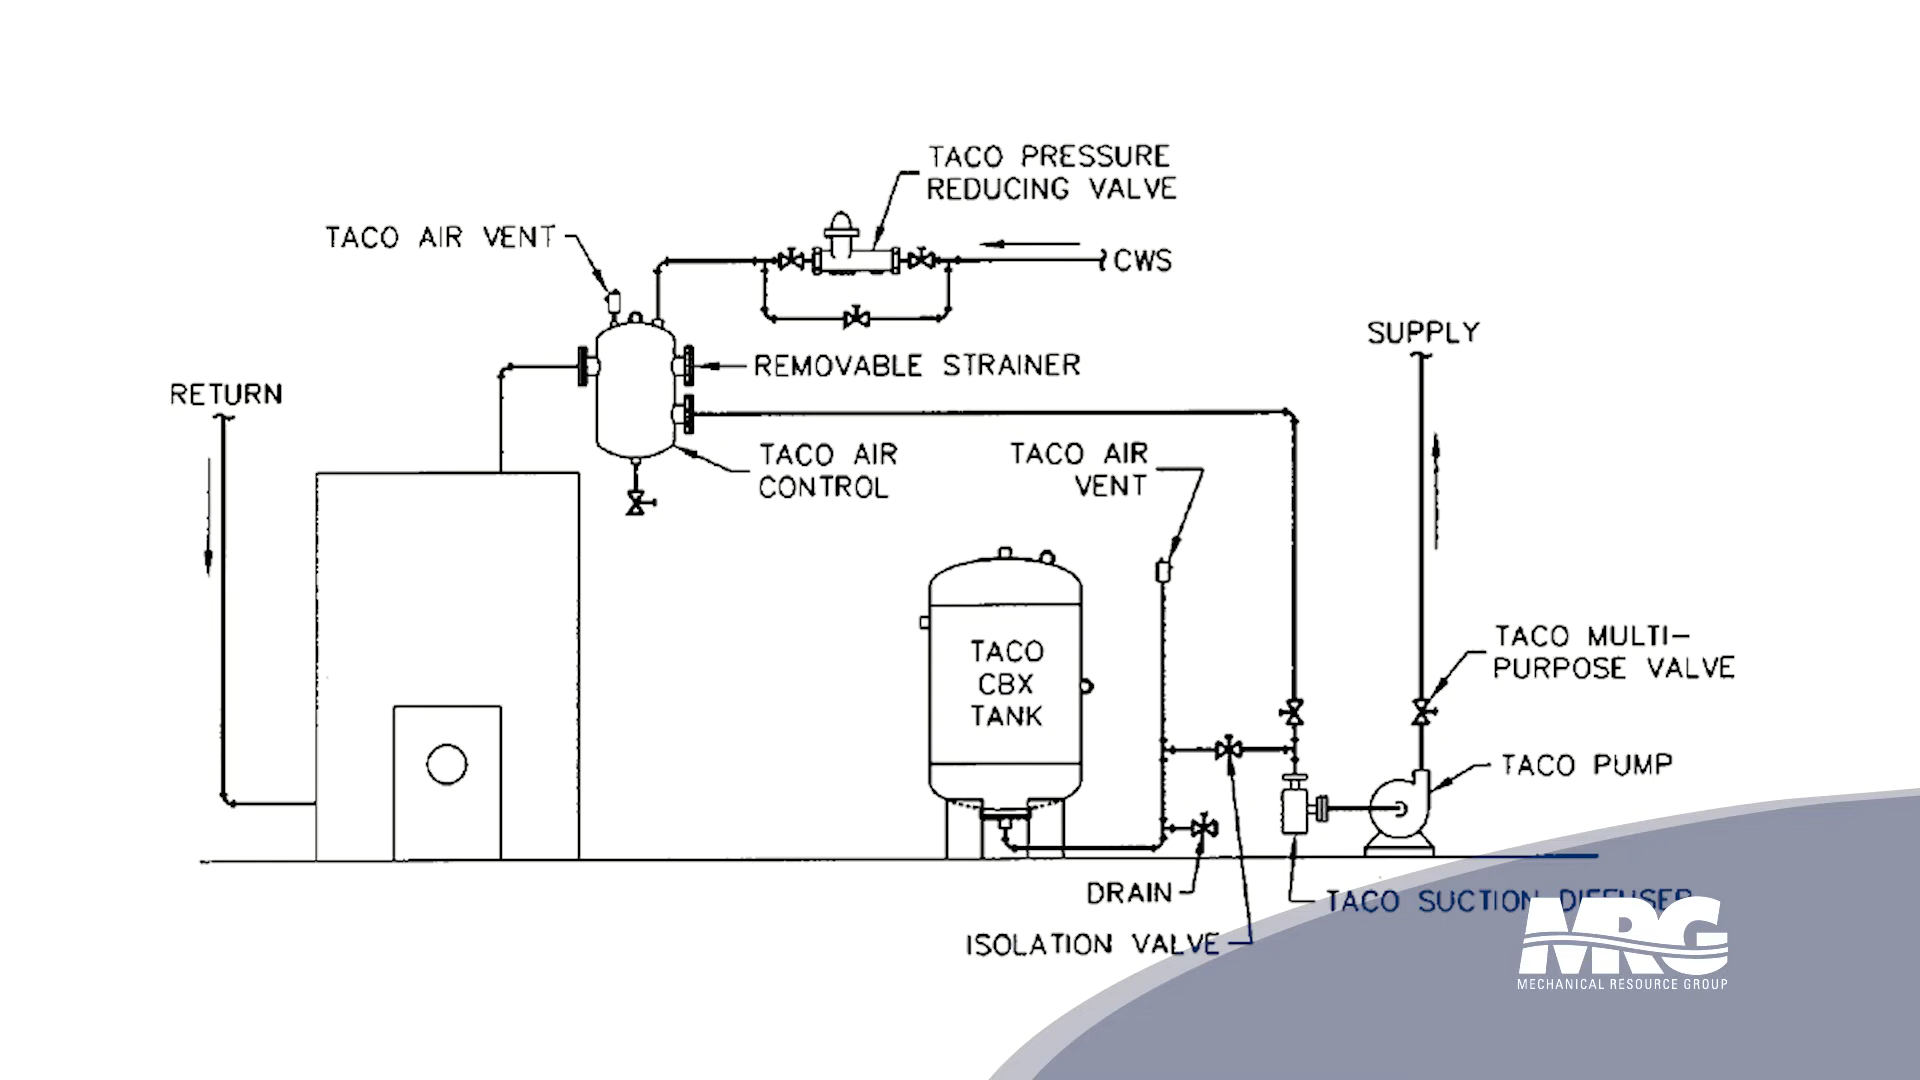 TACO PRESSURE
REDUCING VALVE
TACO AIR VENT
CWS
SUPPLY
REMOVABLE STRAINER
RETURN
TACO AIR
CONTROL
TACO AIR
VENT
TACO MULTI-
PURPOSE VALVE
TACO
CBX
TANK
TACO PUMP
DRAIN
TACO SUCTION DIFFUSER
ISOLATION VALVE
MRG
MECHANICAL RESOURCE GROUP